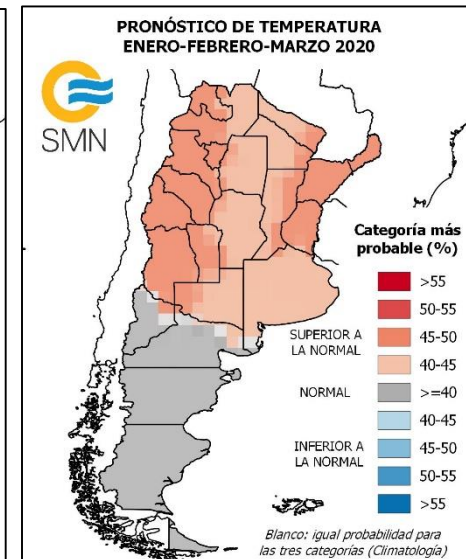 PRONÓSTICO DE TEMPERATURA
ENERO-FEBRERO-MARZO 2020
SMN
Categoría más
probable (%)
>55
50-55
45-50
SUPERIOR A
LA NORMAL
40-45
NORMAL
>=40
40-45
INFERIOR A
LA NORMAL
45-50
50-55
>55
Blanco: igual probabilidad para
las tres categorías (Climatología)